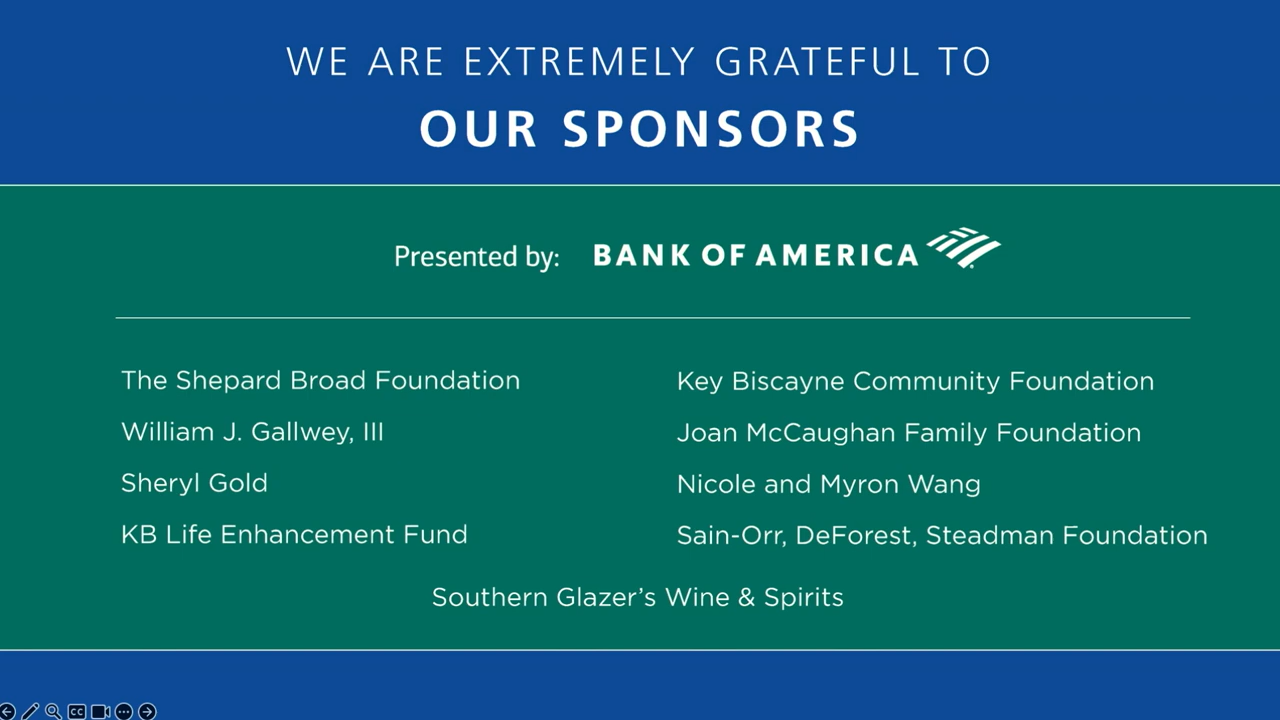 WE ARE EXTREMELY GRATEFUL TO
OUR SPONSORS
Presented by: BANK OF AMERICA
The Shepard Broad Foundation
William J. Gallwey, III
Sheryl Gold
KB Life Enhancement Fund
Key Biscayne Community Foundation
Joan McCaughan Family Foundation
Nicole and Myron Wang
Sain-Orr, DeForest, Steadman Foundation
Southern Glazer’s Wine & Spirits
CC